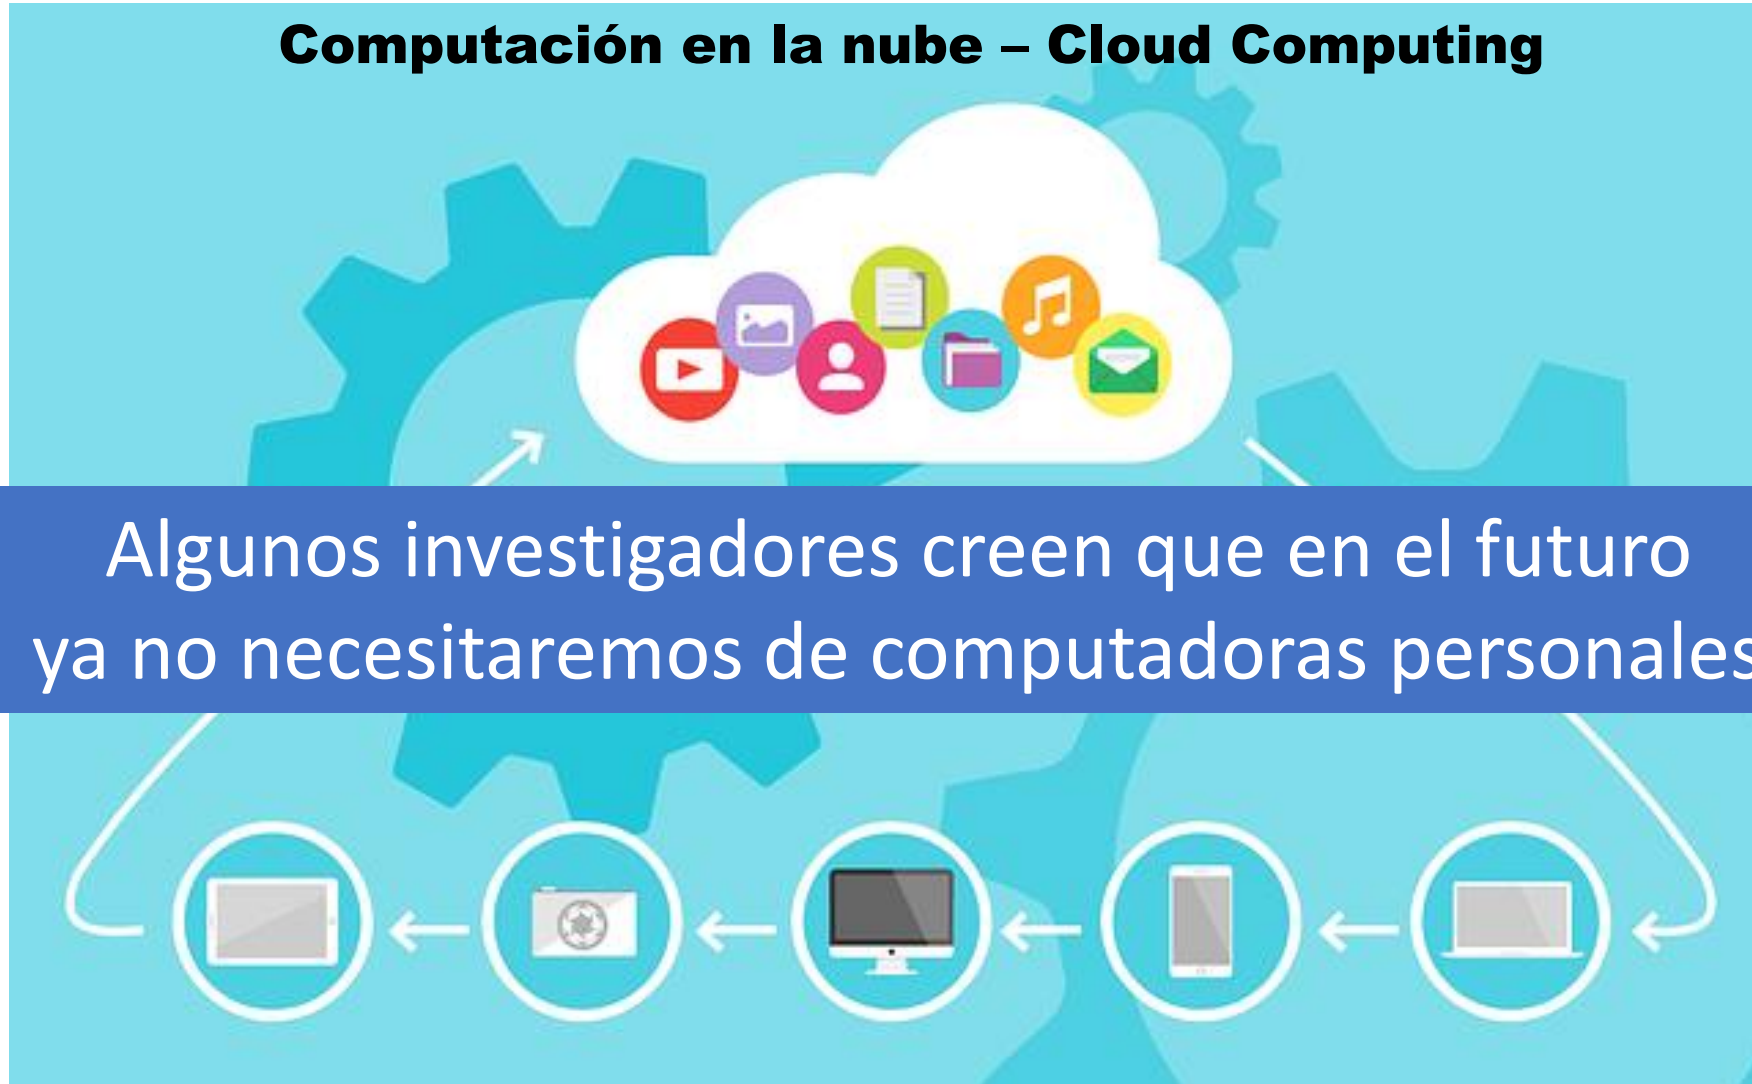 Computación en la nube – Cloud Computing
Algunos investigadores creen que en el futuro
ya no necesitaremos de computadoras personales